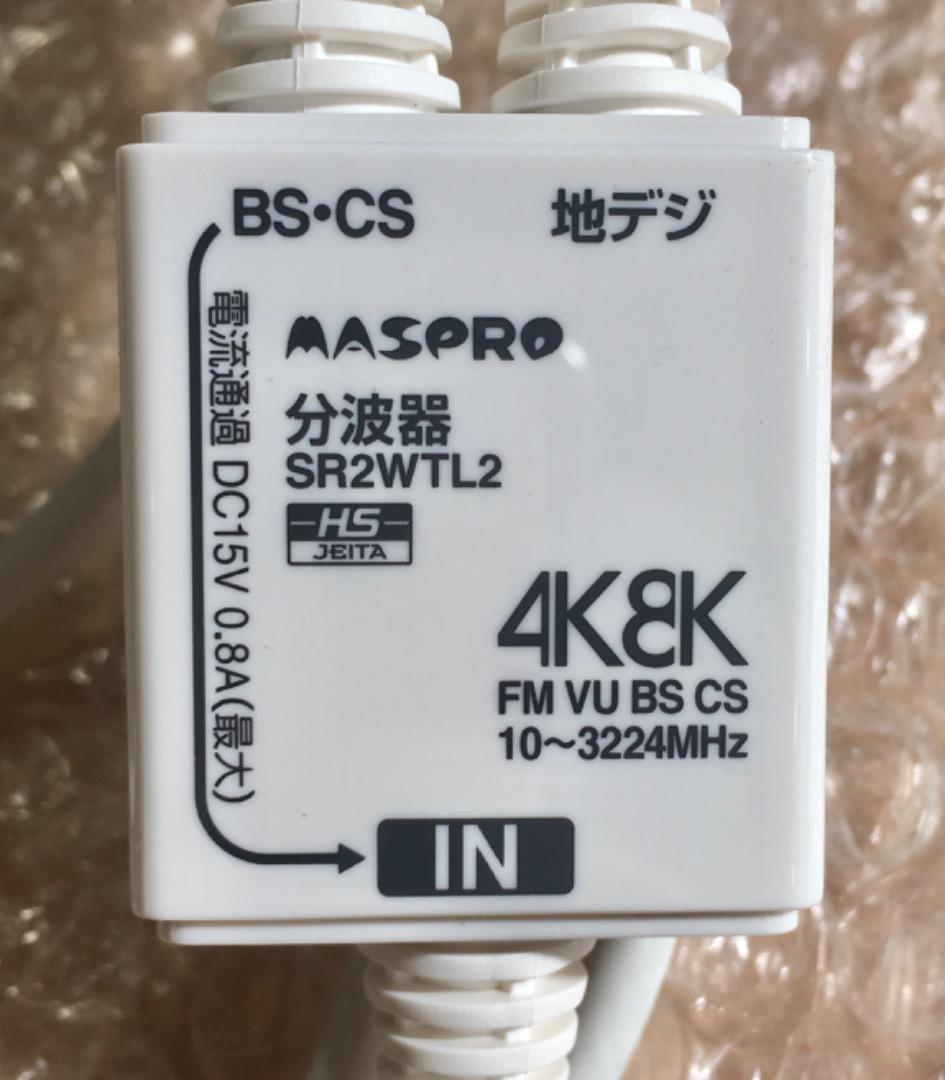 BS•CS
地デジ
電流通過 DC15V 0.8A(最大)
MASPRO
分波器
SR2WTL2
HS
JEITA
4K8K
FM VU BS CS
10～3224MHz
IN